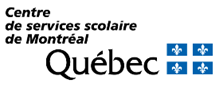 Centre
de services scolaire
de Montréal
Québec